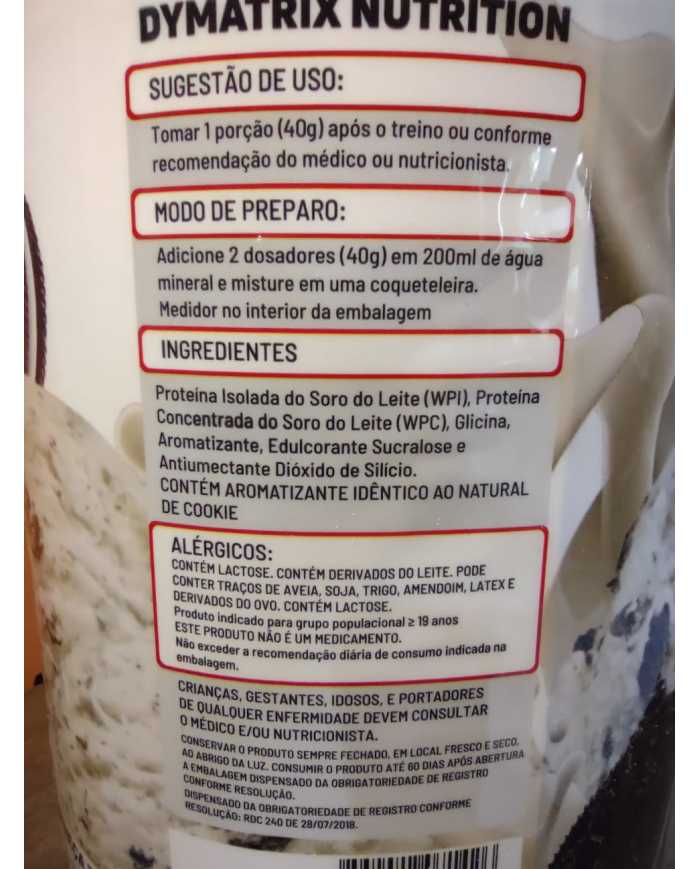 DYMATRIX NUTRITION
SUGESTÃO DE USO:
Tomar 1 porção (40g) após o treino ou conforme
recomendação do médico ou nutricionista.
MODO DE PREPARO:
Adicione 2 dosadores (40g) em 200ml de água
mineral e misture em uma coqueteleira.
Medidor no interior da embalagem
INGREDIENTES
Proteína Isolada do Soro do Leite (WPI), Proteína
Concentrada do Soro do Leite (WPC), Glicina,
Aromatizante, Edulcorante Sucralose e
Antiumectante Dióxido de Silício.
CONTÉM AROMATIZANTE IDÊNTICO AO NATURAL
DE COOKIE
ALÉRGICOS:
CONTÉM LACTOSE. CONTÉM DERIVADOS DO LEITE. PODE
CONTER TRAÇOS DE AVEIA, SOJA, TRIGO, AMENDOIM, LATEX E
DERIVADOS DO OVO. CONTÉM LACTOSE.
Produto indicado para grupo populacional ≥ 19 anos
ESTE PRODUTO NÃO É UM MEDICAMENTO.
Não exceder a recomendação diária de consumo indicada na
embalagem.
CRIANÇAS, GESTANTES, IDOSOS, E PORTADORES
DE QUALQUER ENFERMIDADE DEVEM CONSULTAR
O MÉDICO E/OU NUTRICIONISTA.
CONSERVAR O PRODUTO SEMPRE FECHADO, EM LOCAL FRESCO E SECO.
AO ABRIGO DA LUZ. CONSUMIR O PRODUTO ATÉ 60 DIAS APÓS ABERTURA
A EMBALAGEM DISPENSADO DA OBRIGATORIEDADE DE REGISTRO
CONFORME RESOLUÇÃO.
DISPENSADO DA OBRIGATORIEDADE DE REGISTRO CONFORME
RESOLUÇÃO: RDC 240 DE 28/07/2018.